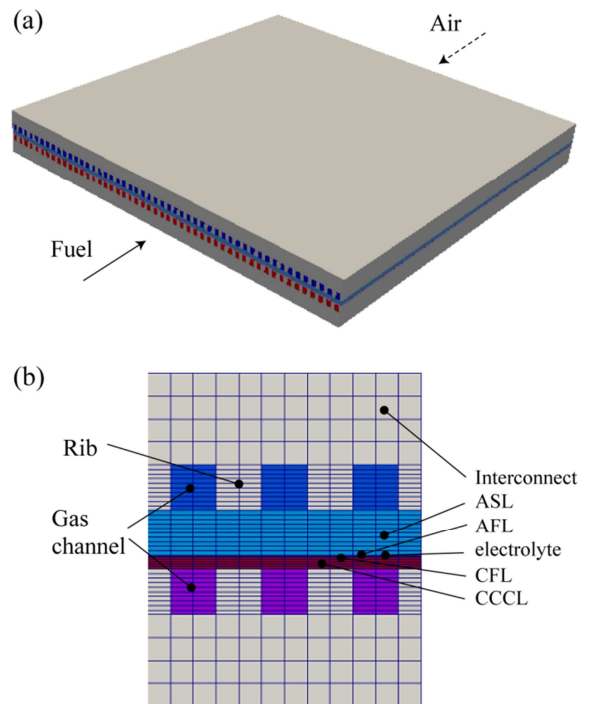 (a)
Air
Fuel
(b)
Rib
Gas
channel
Interconnect
ASL
AFL
electrolyte
CFL
CCCL